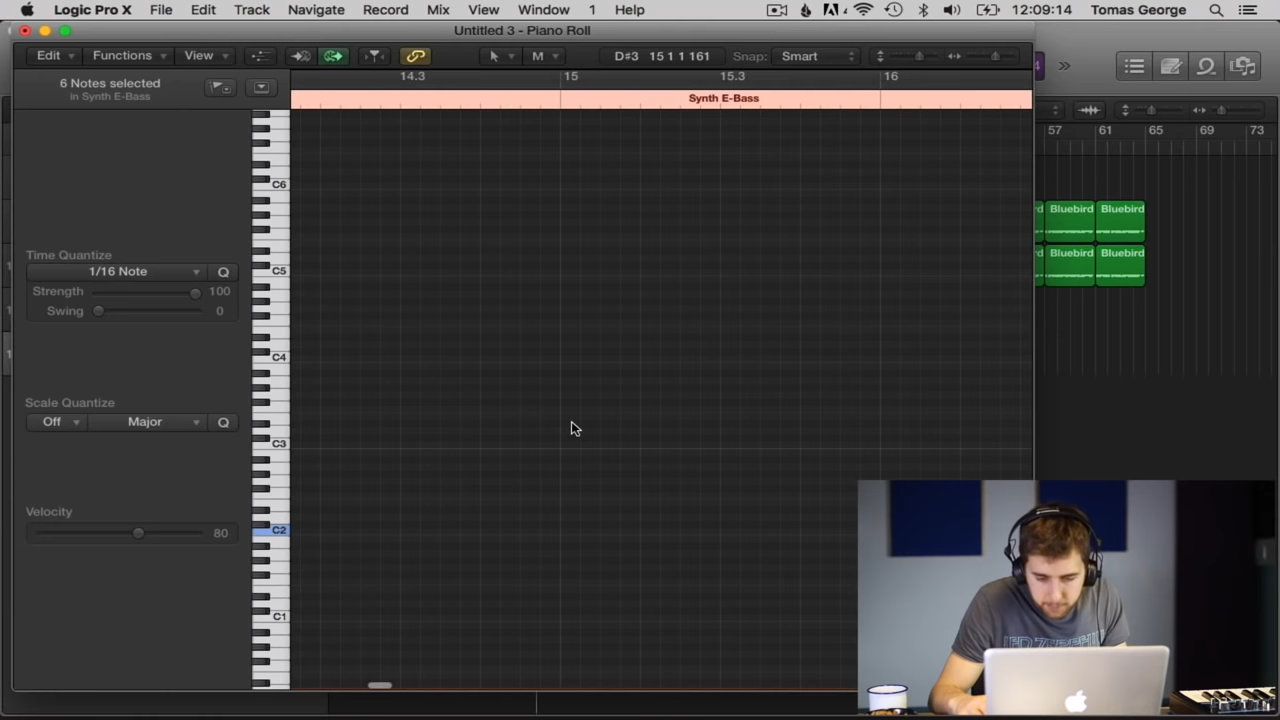 Logic Pro X File Edit Track Navigate Record Mix View Window 1 Help 12:09:14 Tomas George
Untitled 3 - Piano Roll
Edit Functions View M D#3 15 1 1 161 Snap: Smart
6 Notes selected
in Synth E-Bass
14.3 15 15.3 16
Synth E-Bass
57 61 65 69 73
Bluebird Bluebird
Bluebird Bluebird
C6
C5
C4
C3
C2
C1
Time Quantize
1/16 Note Q
Strength 100
Swing 0
Scale Quantize
Off Major Q
Velocity
80